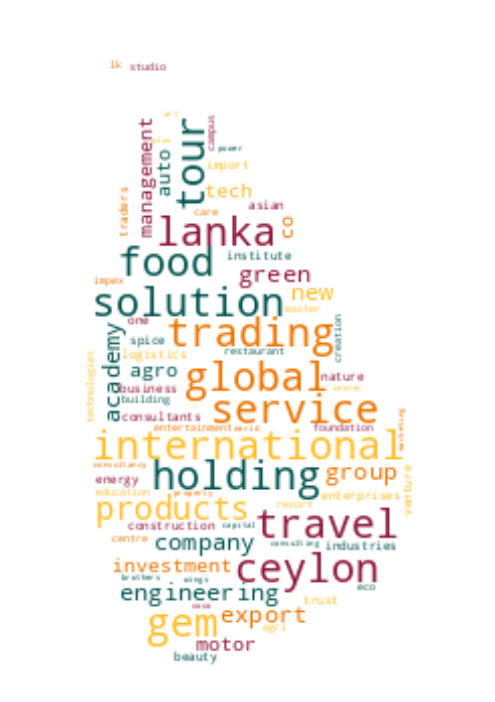 lk studio
art
plus
management
auto
tour
campus
power
import
tech
traders
care
asian
lanka
co
food
institute
green
impex
solution
new
master
one
trading
creation
academy
spice
logistics
restaurant
technologies
agro
global
nature
business
center
building
service
consultants
marketing
entertainment
world
foundation
international
consultancy
holding
group
energy
venture
education
property
enterprises
products
resort
construction
capital
travel
centre
company
consulting
industries
investment
ceylon
brothers
wings
eco
engineering
trust
coco
gem
export
agri
motor
beauty